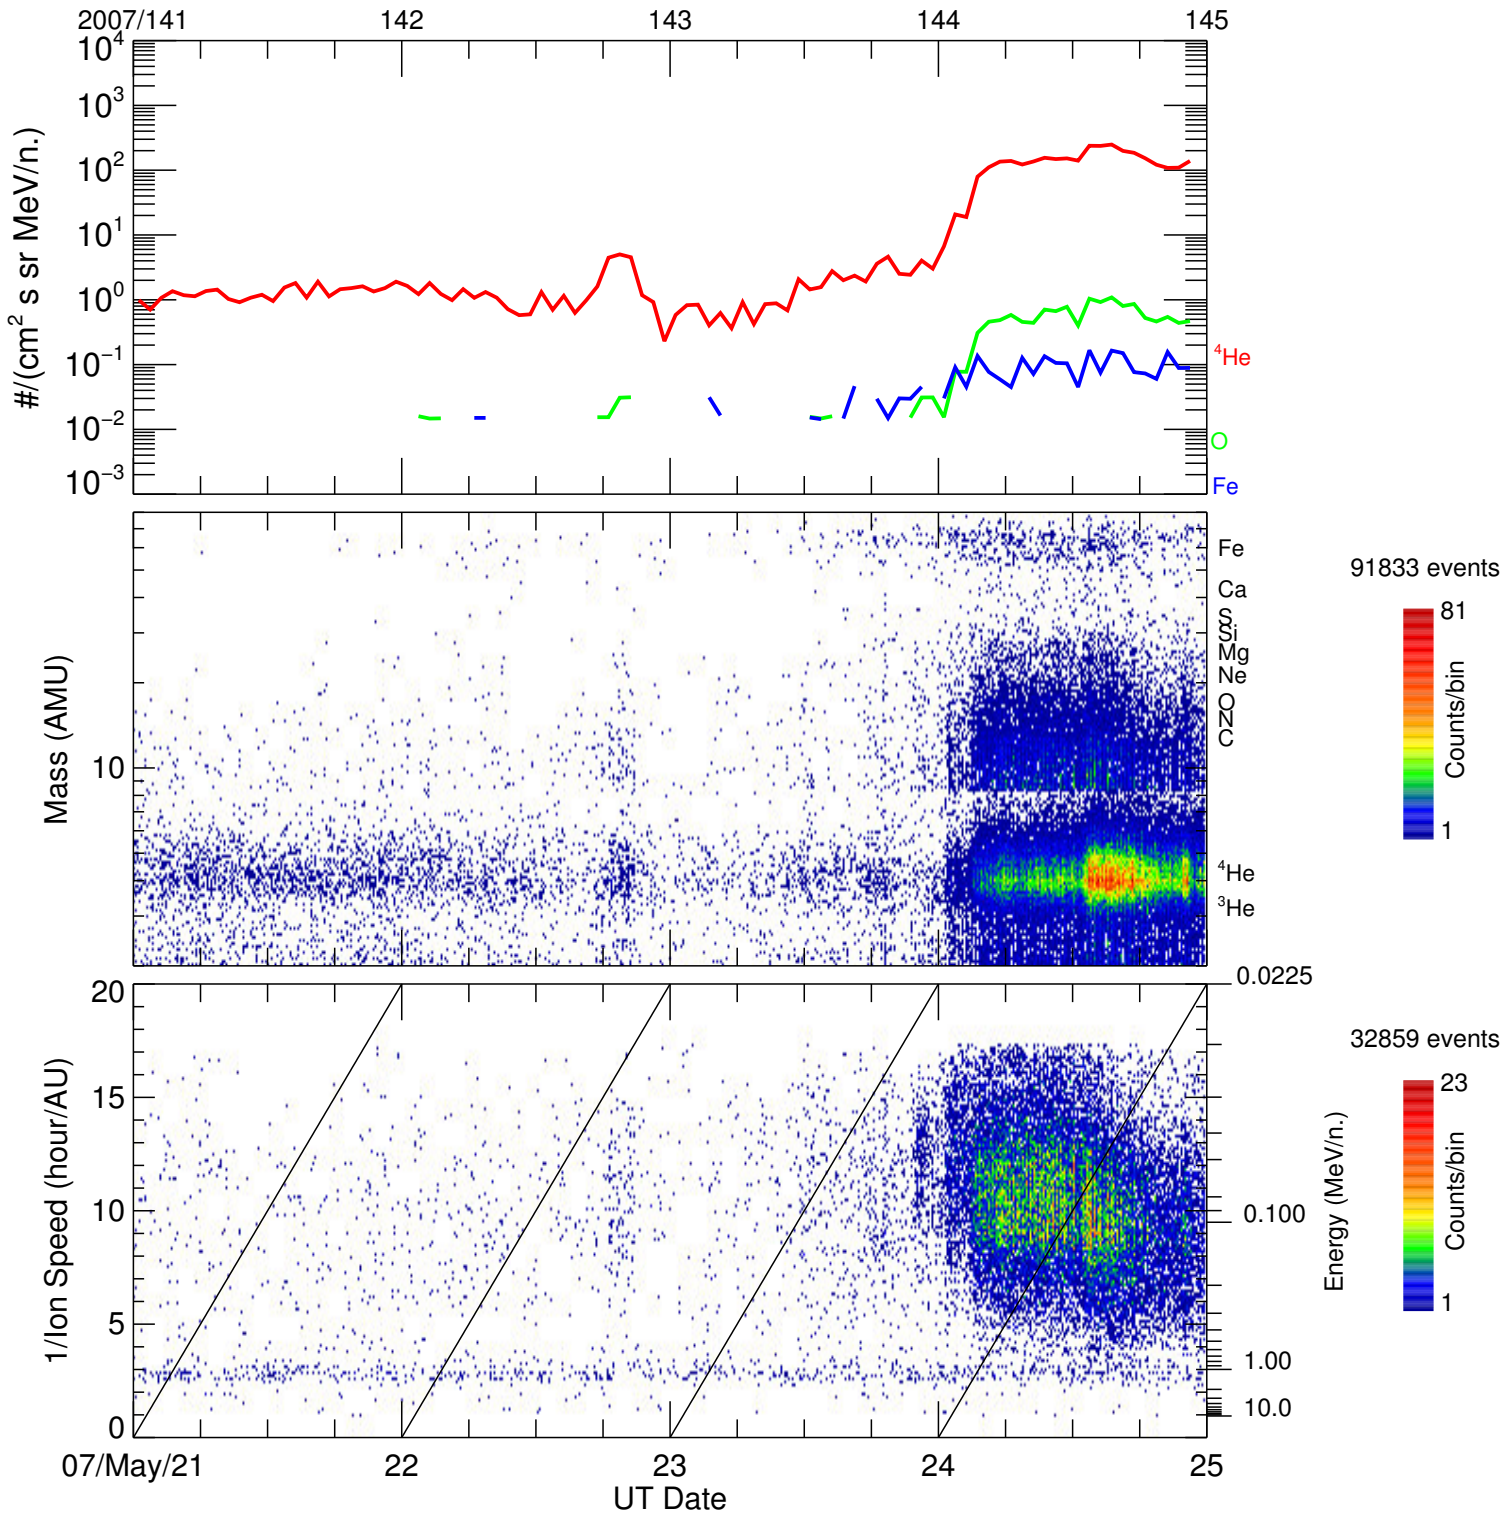 2007/141 142 143 144 145
10^4
10^3
10^2
10^1
10^0
10^-1
10^-2
10^-3
#/(cm^2 s sr MeV/n.)
^4He
O
Fe
Mass (AMU)
10
Fe
Ca
S
Si
Mg
Ne
O
N
C
^4He
^3He
91833 events
81
Counts/bin
1
1/Ion Speed (hour/AU)
20
15
10
5
0
0.0225
0.100
1.00
10.0
Energy (MeV/n.)
32859 events
23
Counts/bin
1
07/May/21 22 23 24 25
UT Date